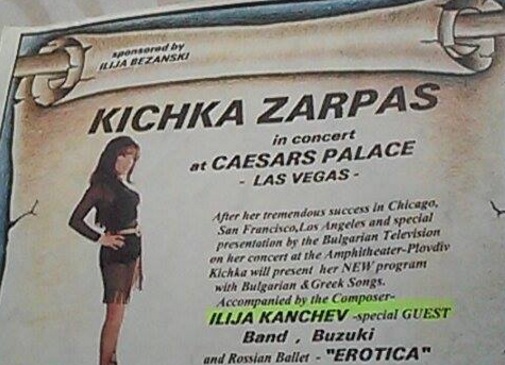 sponsored by
ILIJA BEZANSKI
KICHKA ZARPAS
in concert
at CAESARS PALACE
- LAS VEGAS -
After her tremendous success in Chicago,
San Francisco,Los Angeles and special
presentation by the Bulgarian Television
on her concert at the Amphitheater-Plovdiv
Kichka will present her NEW program
with Bulgarian &Greek Songs.
Accompanied by the Composer-
ILIJA KANCHEV -special GUEST
Band , Buzuki
and Rossian Ballet - "EROTICA"